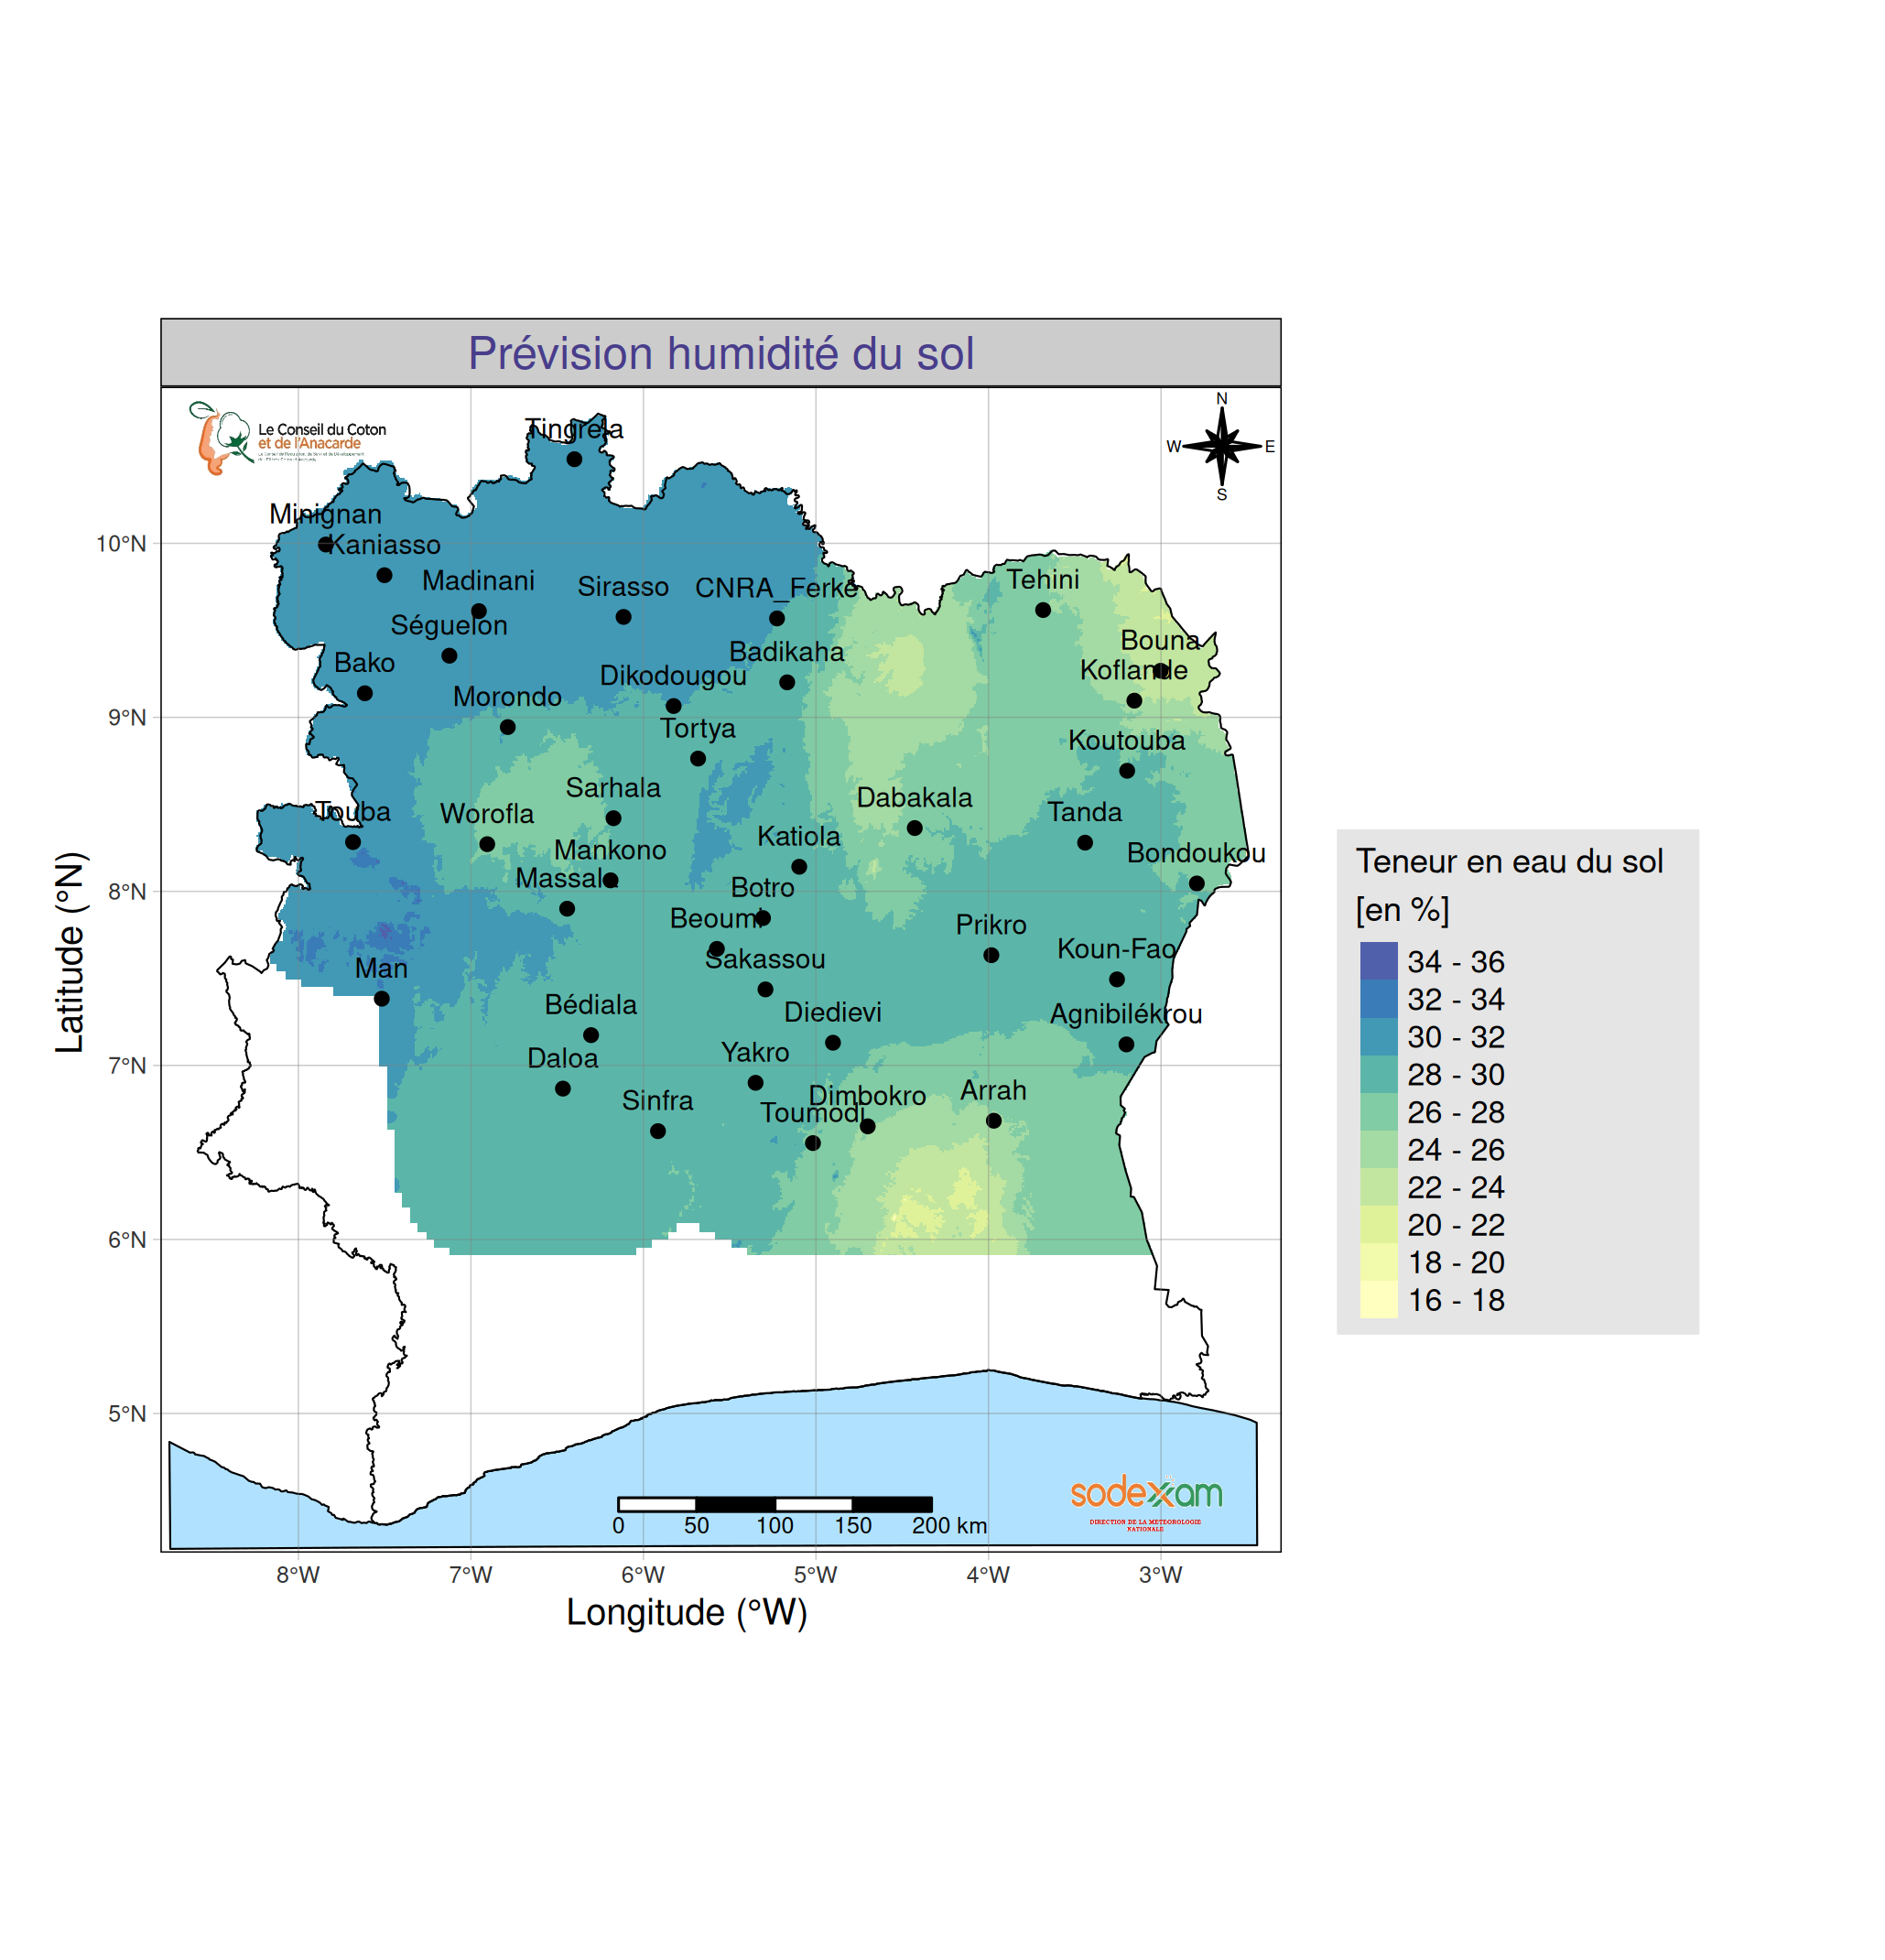 Prévision humidité du sol
Le Conseil du Coton
et de l'Anacarde
N
W
E
S
Tingrela
Minignan
Kaniasso
Madinani
Sirasso
CNRA_Ferke
Tehini
Séguelon
Badikaha
Bouna
Bako
Dikodougou
Koflande
Morondo
Tortya
Koutouba
Sarhala
Dabakala
Touba
Worofla
Tanda
Katiola
Mankono
Bondoukou
Massala
Botro
Beoumi
Prikro
Sakassou
Koun-Fao
Man
Bédiala
Diedievi
Agnibilékrou
Daloa
Yakro
Sinfra
Dimbokro
Arrah
Toumodi
10°N
9°N
8°N
7°N
6°N
5°N
Latitude (°N)
0 50 100 150 200 km
sodexam
DIRECTION DE LA METEOROLOGIE
NATIONALE
8°W 7°W 6°W 5°W 4°W 3°W
Longitude (°W)
Teneur en eau du sol
[en %]
34 - 36
32 - 34
30 - 32
28 - 30
26 - 28
24 - 26
22 - 24
20 - 22
18 - 20
16 - 18